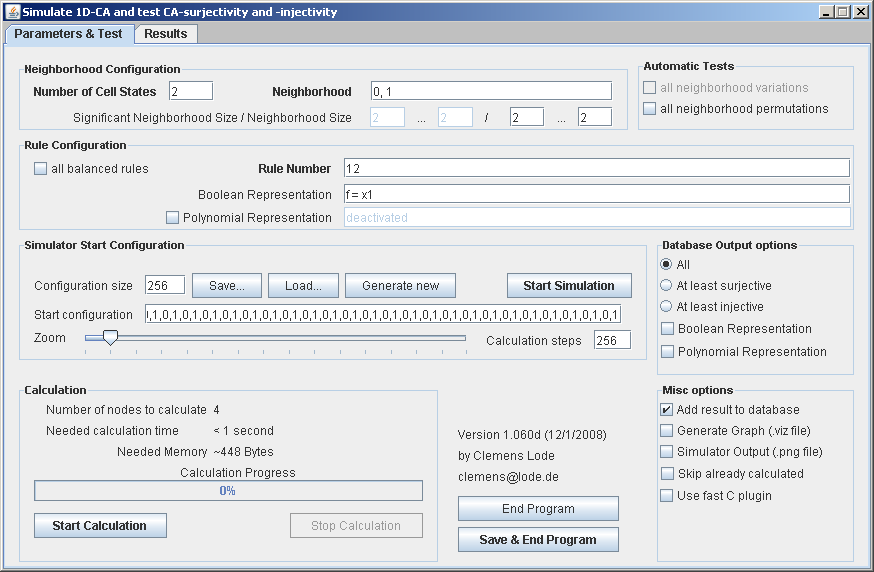 Simulate 1D-CA and test CA-surjectivity and -injectivity
Parameters & Test Results
Neighborhood Configuration
Number of Cell States 2 Neighborhood 0, 1
Significant Neighborhood Size / Neighborhood Size 2 ... 2 / 2 ... 2
Automatic Tests
all neighborhood variations
all neighborhood permutations
Rule Configuration
all balanced rules Rule Number 12
Boolean Representation f = x1
Polynomial Representation deactivated
Simulator Start Configuration
Configuration size 256 Save... Load... Generate new Start Simulation
Start configuration ,1,0,1,0,1,0,1,0,1,0,1,0,1,0,1,0,1,0,1,0,1,0,1,0,1,0,1,0,1,0,1,0,1,0,1,0,1,0,1,0,1,0,1,0,1,0,1
Zoom Calculation steps 256
Database Output options
All
At least surjective
At least injective
Boolean Representation
Polynomial Representation
Calculation
Number of nodes to calculate 4
Needed calculation time < 1 second
Needed Memory ~448 Bytes
Calculation Progress
0%
Start Calculation Stop Calculation
Version 1.060d (12/1/2008)
by Clemens Lode
clemens@lode.de
End Program
Save & End Program
Misc options
Add result to database
Generate Graph (.viz file)
Simulator Output (.png file)
Skip already calculated
Use fast C plugin